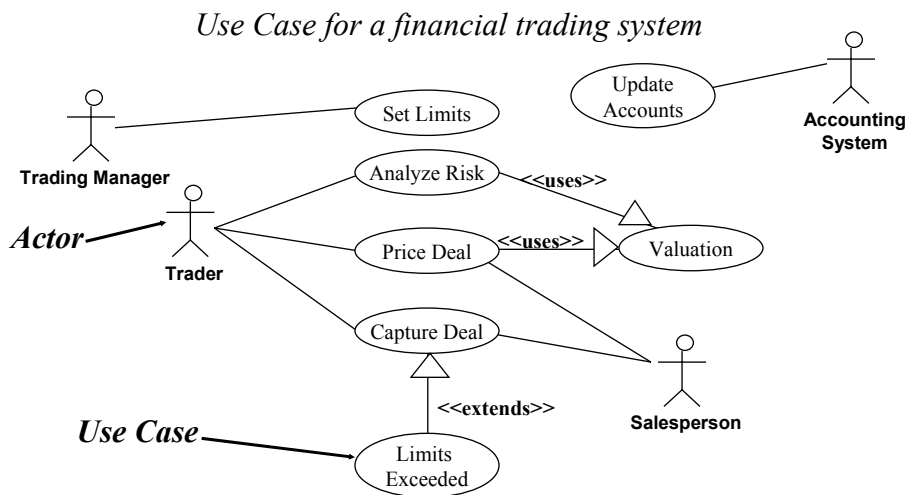 Use Case for a financial trading system
Update
Accounts
Accounting
System
Set Limits
Trading Manager
Analyze Risk
<<uses>>
Actor
Trader
Price Deal
<<uses>>
Valuation
Capture Deal
<<extends>>
Salesperson
Use Case
Limits
Exceeded